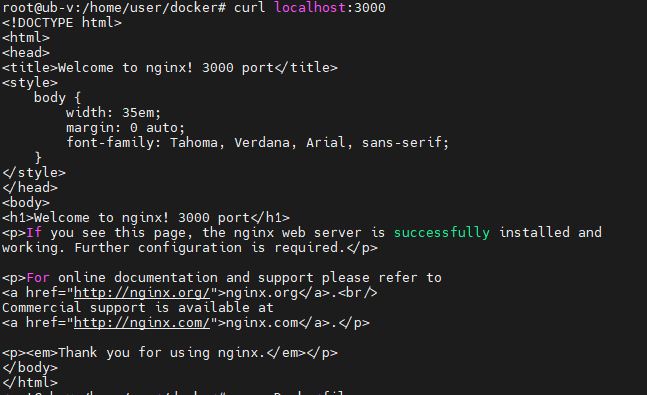 root@ub-v:/home/user/docker# curl localhost:3000
<!DOCTYPE html>
<html>
<head>
<title>Welcome to nginx! 3000 port</title>
<style>
    body {
        width: 35em;
        margin: 0 auto;
        font-family: Tahoma, Verdana, Arial, sans-serif;
    }
</style>
</head>
<body>
<h1>Welcome to nginx! 3000 port</h1>
<p>If you see this page, the nginx web server is successfully installed and
working. Further configuration is required.</p>

<p>For online documentation and support please refer to
<a href="http://nginx.org/">nginx.org</a>.<br/>
Commercial support is available at
<a href="http://nginx.com/">nginx.com</a>.</p>

<p><em>Thank you for using nginx.</em></p>
</body>
</html>